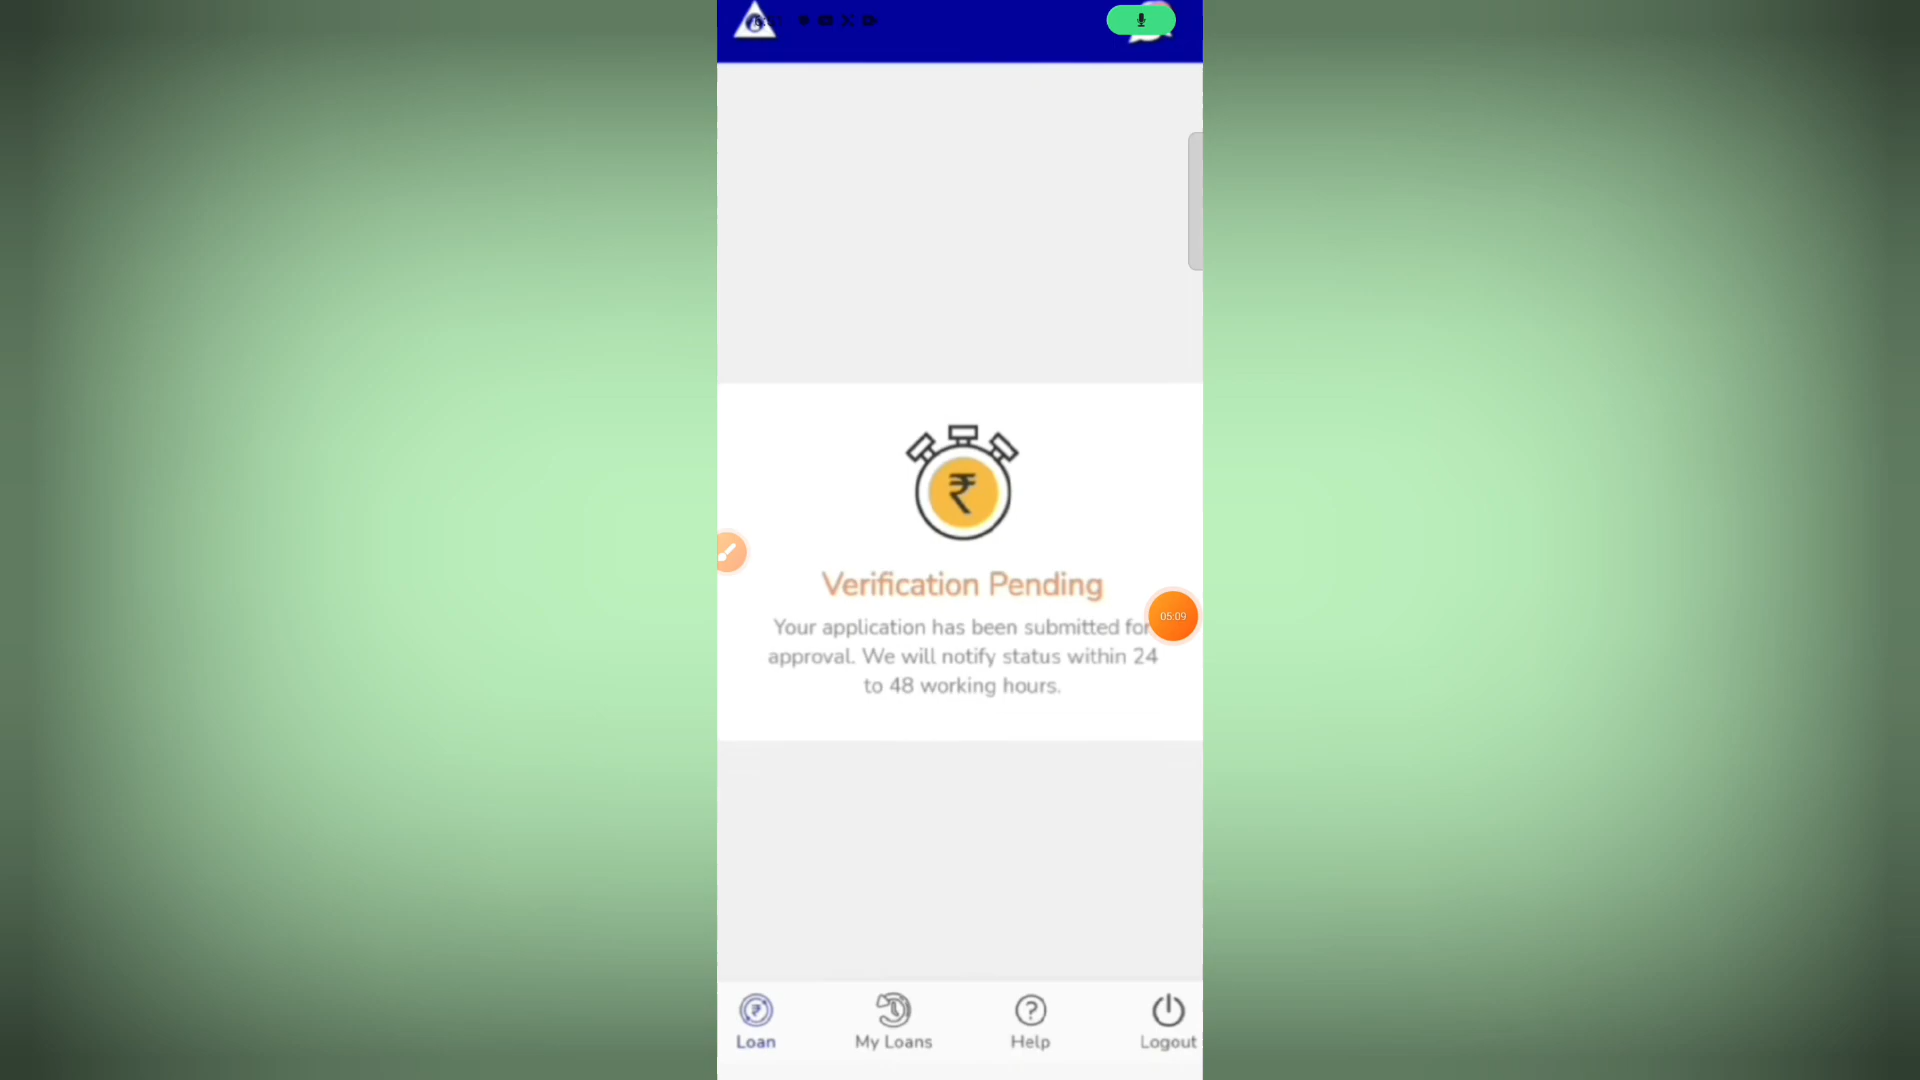 ₹
Verification Pending
05:09
Your application has been submitted for
approval. We will notify status within 24
to 48 working hours.
Loan
My Loans
Help
Logout